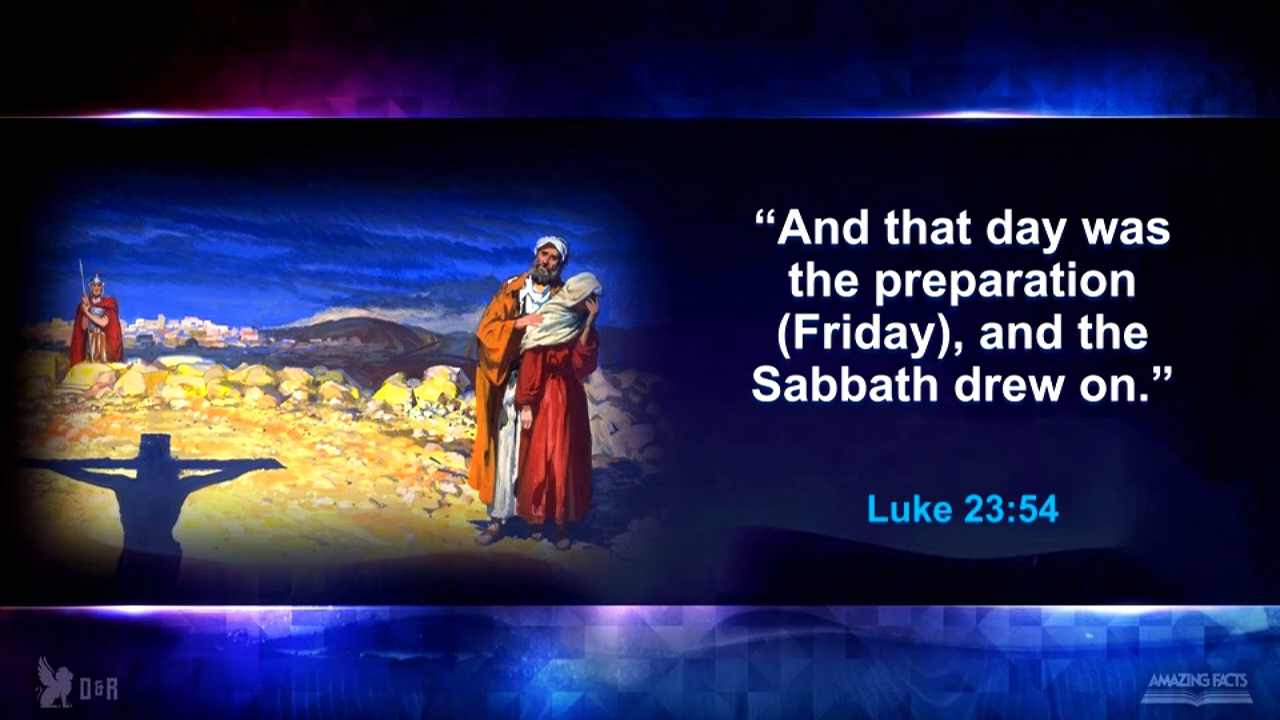 “And that day was
the preparation
(Friday), and the
Sabbath drew on.”
Luke 23:54
D&R
AMAZING FACTS